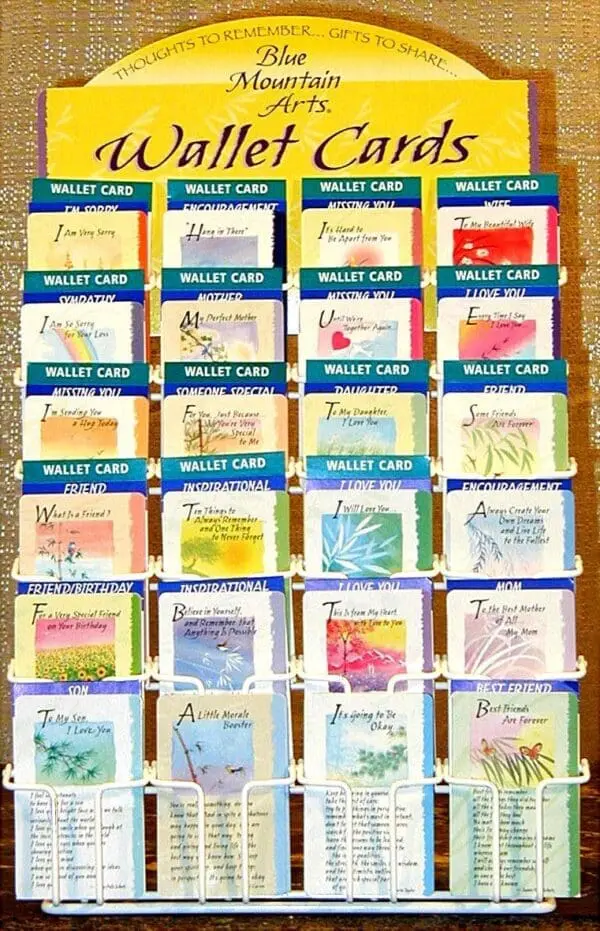 THOUGHTS TO REMEMBER... GIFTS TO SHARE...
Blue
Mountain
Arts®
Wallet Cards
WALLET CARD
I'M SORRY
I Am Very Sorry
WALLET CARD
ENCOURAGEMENT
"Hang in There"
WALLET CARD
MISSING YOU
It's Hard to
Be Apart from You
WALLET CARD
WIFE
To My Beautiful Wife
WALLET CARD
SYMPATHY
I Am So Sorry
for Your Loss
WALLET CARD
MOTHER
My Perfect Mother
WALLET CARD
MISSING YOU
Until We're
Together Again...
WALLET CARD
I LOVE YOU
Every Time I Say
I Love You...
WALLET CARD
MISSING YOU
I'm Sending You
a Hug Today
WALLET CARD
SOMEONE SPECIAL
For You, Just Because
You're Very
Special
to Me
WALLET CARD
DAUGHTER
To My Daughter,
I Love You
WALLET CARD
FRIEND
Some Friends
Are Forever
WALLET CARD
FRIEND
What Is a Friend?
WALLET CARD
INSPIRATIONAL
Ten Things to
Always Remember...
and One Thing
to Never Forget
WALLET CARD
I LOVE YOU
I Will Love You...
ENCOURAGEMENT
Always Create Your
Own Dreams
and Live Life
to the Fullest
FRIEND/BIRTHDAY
For a Very Special Friend
on Your Birthday
INSPIRATIONAL
Believe in Yourself,
and Remember that
Anything Is Possible
I LOVE YOU
This Is from My Heart
with Love to You
MOM
To the Best Mother
of All
My Mom
SON
To My Son,
I Love You
A Little Morale
Booster
It's Going to Be
Okay
BEST FRIEND
Best Friends
Are Forever